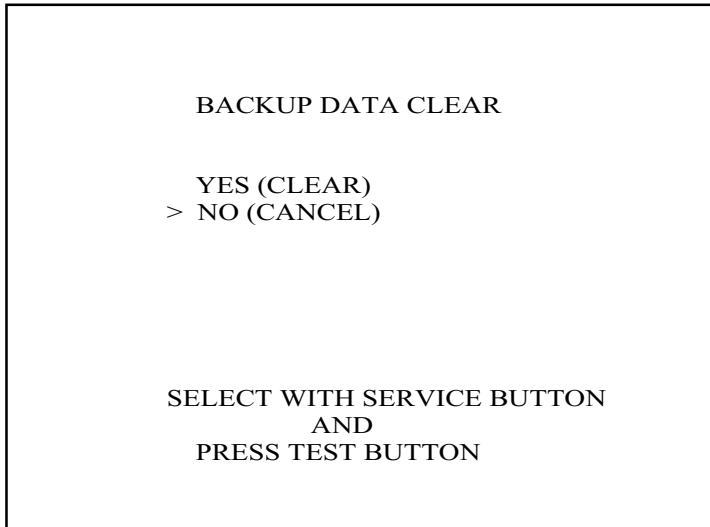 BACKUP DATA CLEAR
YES (CLEAR)
> NO (CANCEL)
SELECT WITH SERVICE BUTTON
AND
PRESS TEST BUTTON